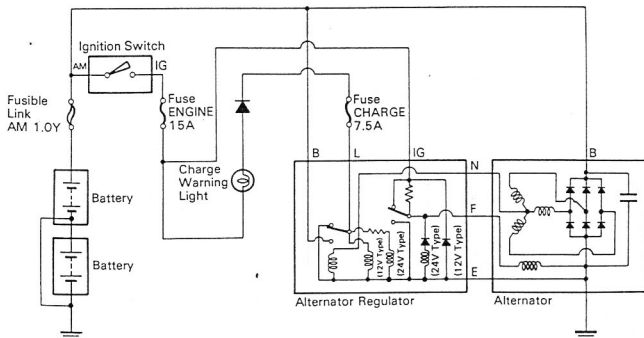 Ignition Switch
AM
IG
Fusible
Link
AM 1.0Y
Fuse
ENGINE
15A
Fuse
CHARGE
7.5A
Charge
Warning
Light
Battery
Battery
B
L
IG
N
F
E
B
(12V Type)
(24V Type)
(24V Type)
(12V Type)
Alternator Regulator
Alternator